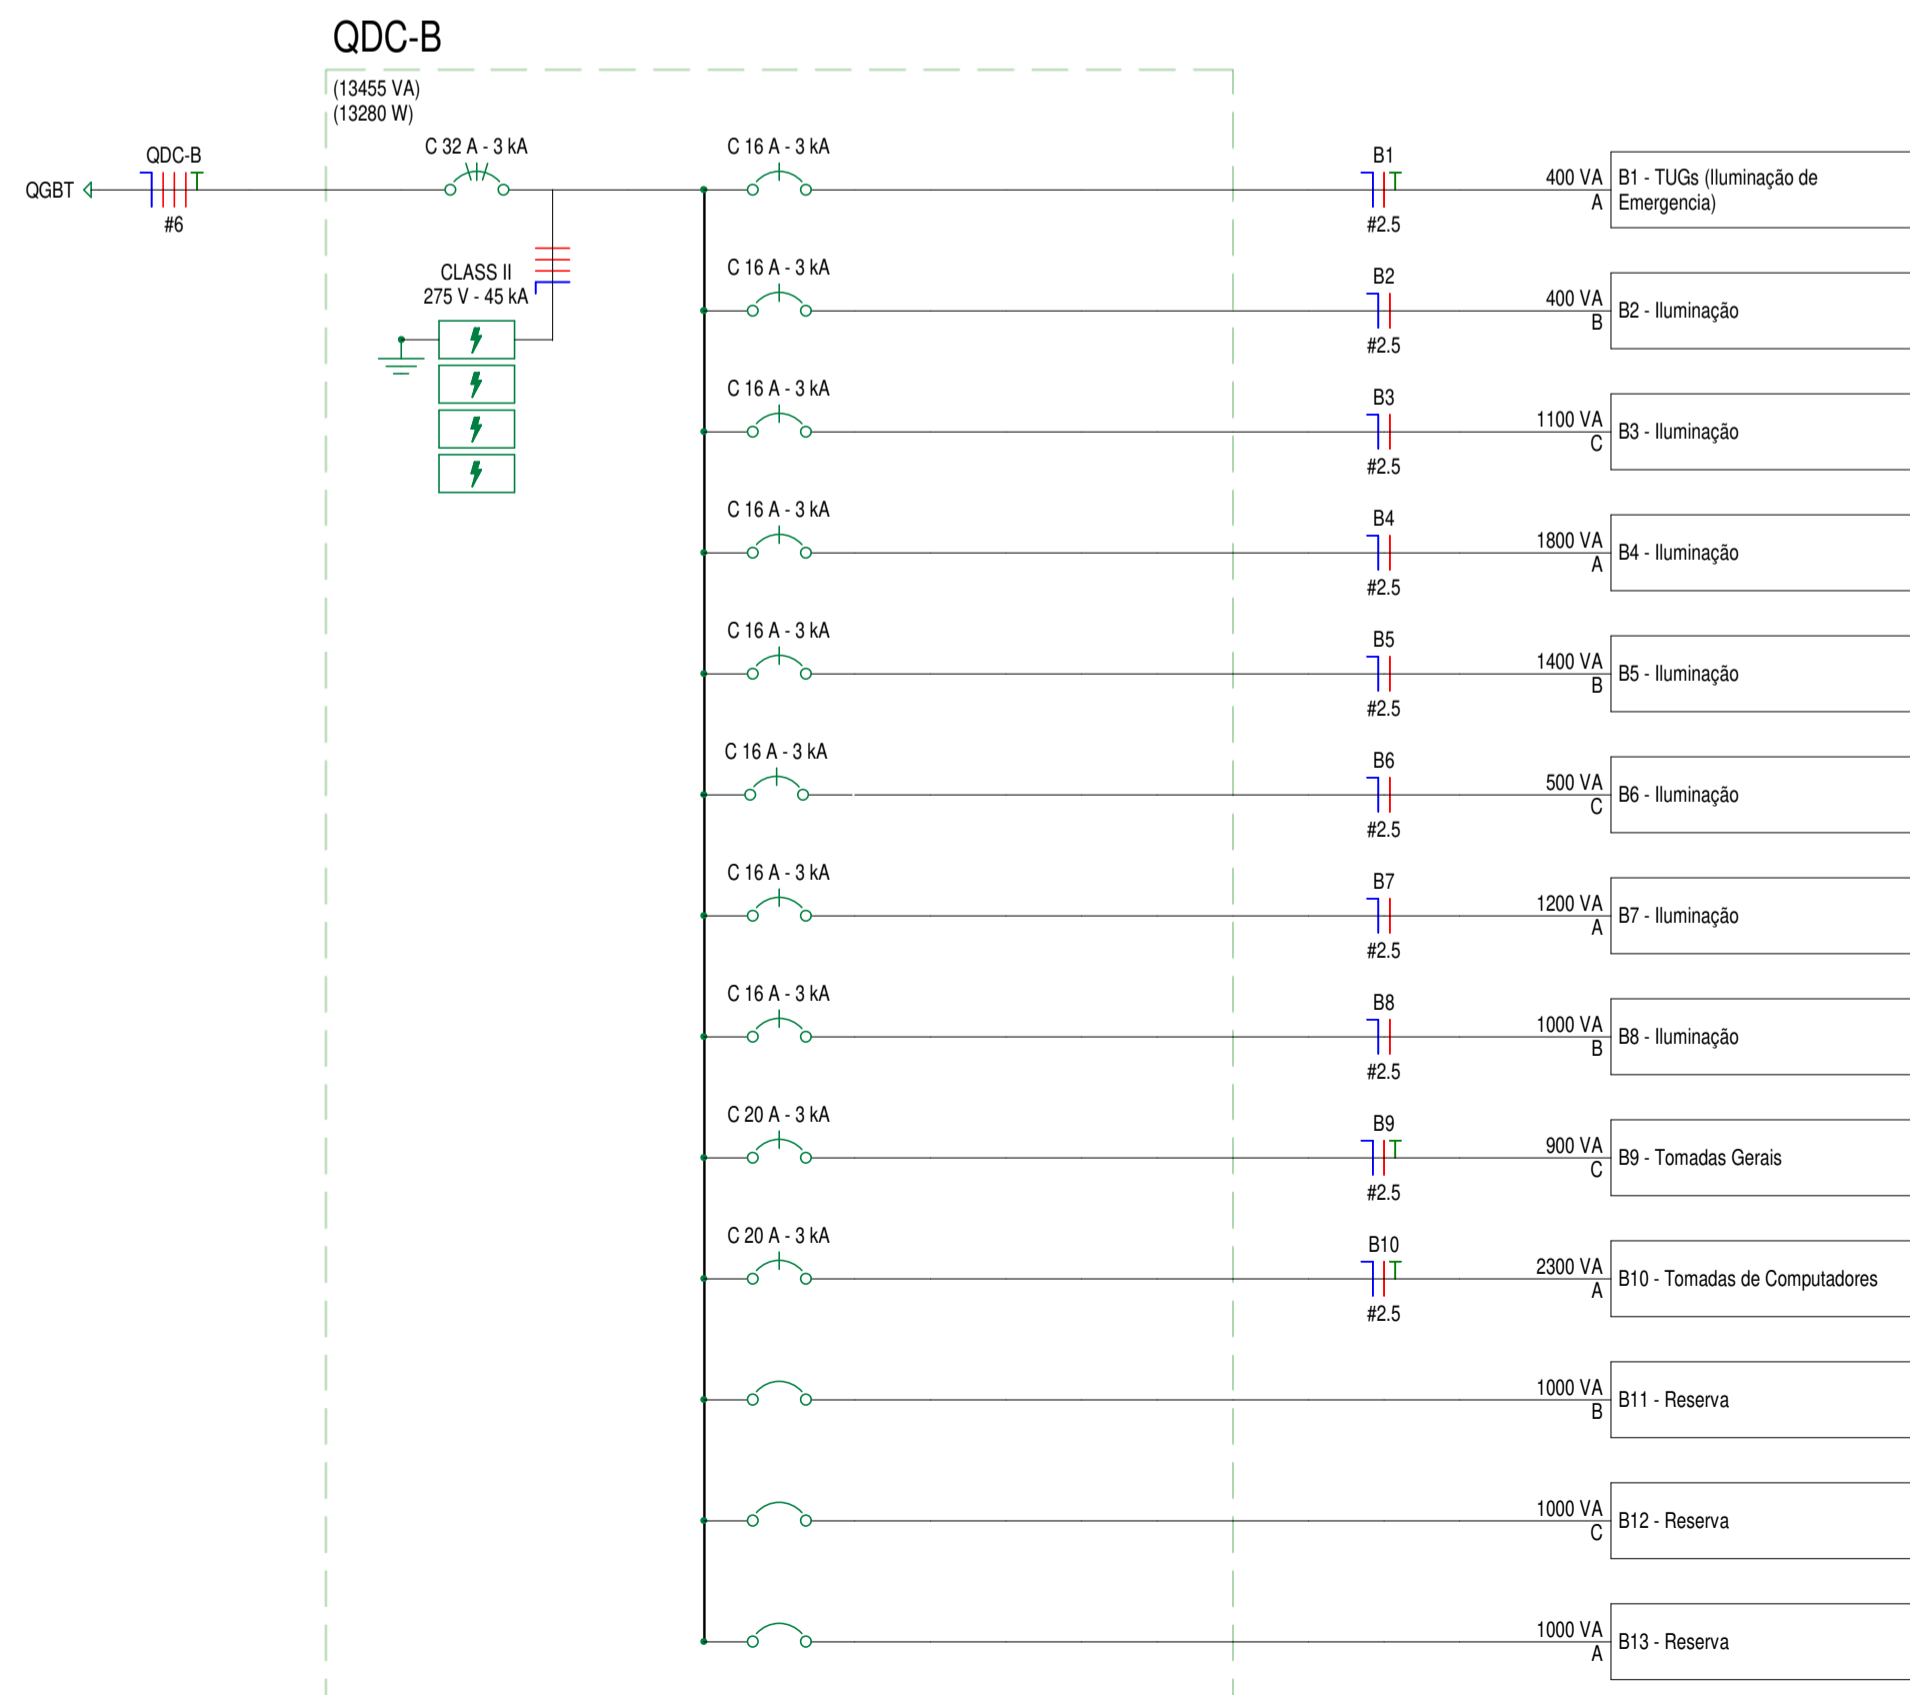 QDC-B
(13455 VA)
(13280 W)
QGBT
QDC-B
#6
C 32 A - 3 kA
CLASS II
275 V - 45 kA
C 16 A - 3 kA
B1
#2.5
400 VA
A
B1 - TUGs (Iluminação de
Emergencia)
C 16 A - 3 kA
B2
#2.5
400 VA
B
B2 - Iluminação
C 16 A - 3 kA
B3
#2.5
1100 VA
C
B3 - Iluminação
C 16 A - 3 kA
B4
#2.5
1800 VA
A
B4 - Iluminação
C 16 A - 3 kA
B5
#2.5
1400 VA
B
B5 - Iluminação
C 16 A - 3 kA
B6
#2.5
500 VA
C
B6 - Iluminação
C 16 A - 3 kA
B7
#2.5
1200 VA
A
B7 - Iluminação
C 16 A - 3 kA
B8
#2.5
1000 VA
B
B8 - Iluminação
C 20 A - 3 kA
B9
#2.5
900 VA
C
B9 - Tomadas Gerais
C 20 A - 3 kA
B10
#2.5
2300 VA
A
B10 - Tomadas de Computadores
1000 VA
B
B11 - Reserva
1000 VA
C
B12 - Reserva
1000 VA
A
B13 - Reserva